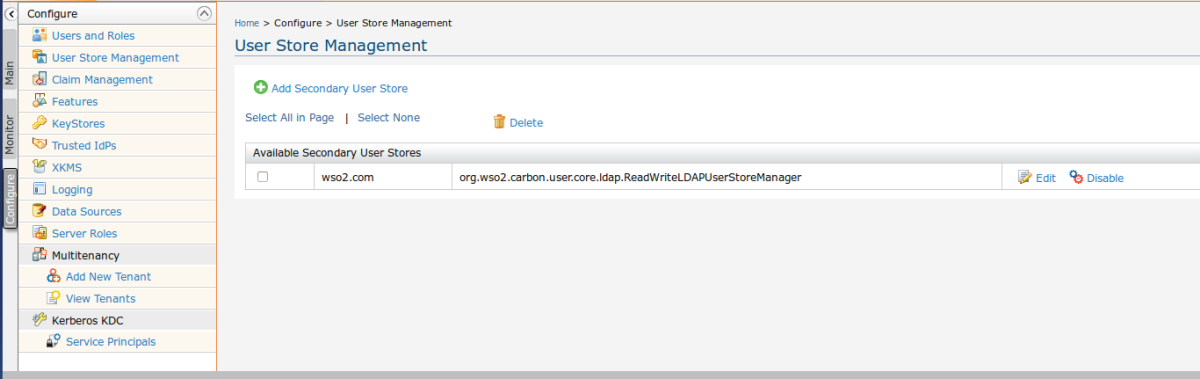 Main
Monitor
Configure
Configure
Users and Roles
User Store Management
Claim Management
Features
KeyStores
Trusted IdPs
XKMS
Logging
Data Sources
Server Roles
Multitenancy
Add New Tenant
View Tenants
Kerberos KDC
Service Principals
Home > Configure > User Store Management
User Store Management
Add Secondary User Store
Select All in Page | Select None Delete
Available Secondary User Stores
wso2.com org.wso2.carbon.user.core.ldap.ReadWriteLDAPUserStoreManager Edit Disable